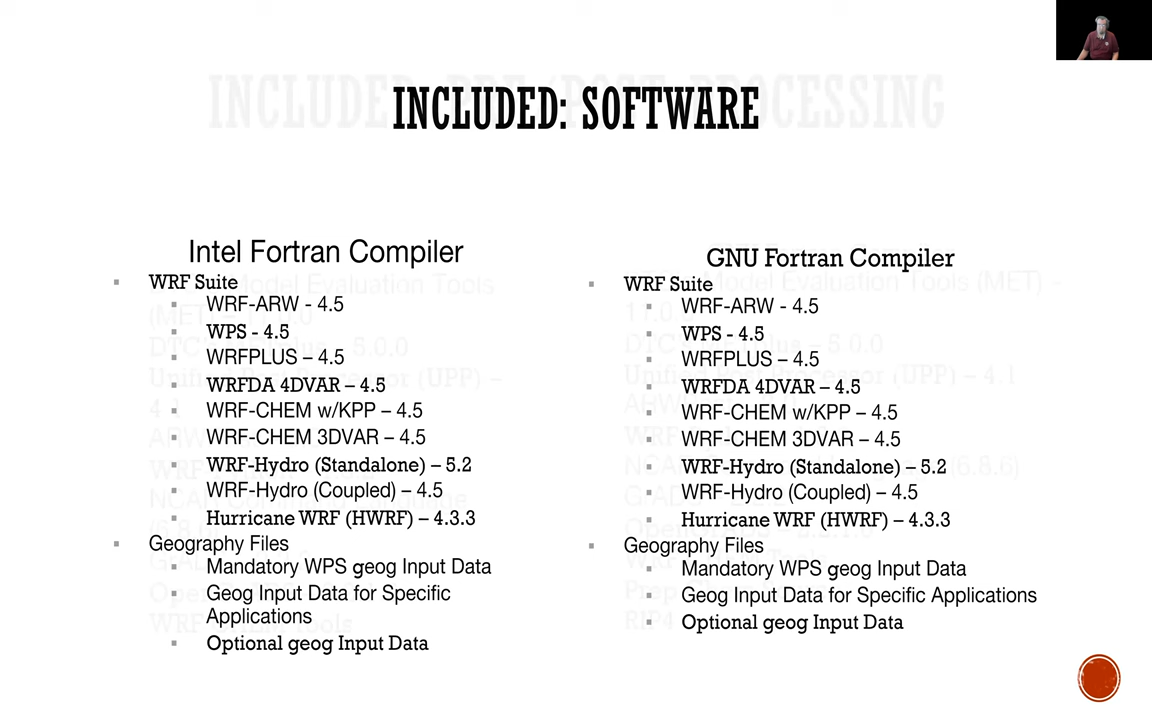 INCLUDED: SOFTWARE
Intel Fortran Compiler
WRF Suite
WRF-ARW - 4.5
WPS - 4.5
WRFPLUS – 4.5
WRFDA 4DVAR – 4.5
WRF-CHEM w/KPP – 4.5
WRF-CHEM 3DVAR – 4.5
WRF-Hydro (Standalone) – 5.2
WRF-Hydro (Coupled) – 4.5
Hurricane WRF (HWRF) – 4.3.3
Geography Files
Mandatory WPS geog Input Data
Geog Input Data for Specific
Applications
Optional geog Input Data
GNU Fortran Compiler
WRF Suite
WRF-ARW - 4.5
WPS - 4.5
WRFPLUS – 4.5
WRFDA 4DVAR – 4.5
WRF-CHEM w/KPP – 4.5
WRF-CHEM 3DVAR – 4.5
WRF-Hydro (Standalone) – 5.2
WRF-Hydro (Coupled) – 4.5
Hurricane WRF (HWRF) – 4.3.3
Geography Files
Mandatory WPS geog Input Data
Geog Input Data for Specific Applications
Optional geog Input Data